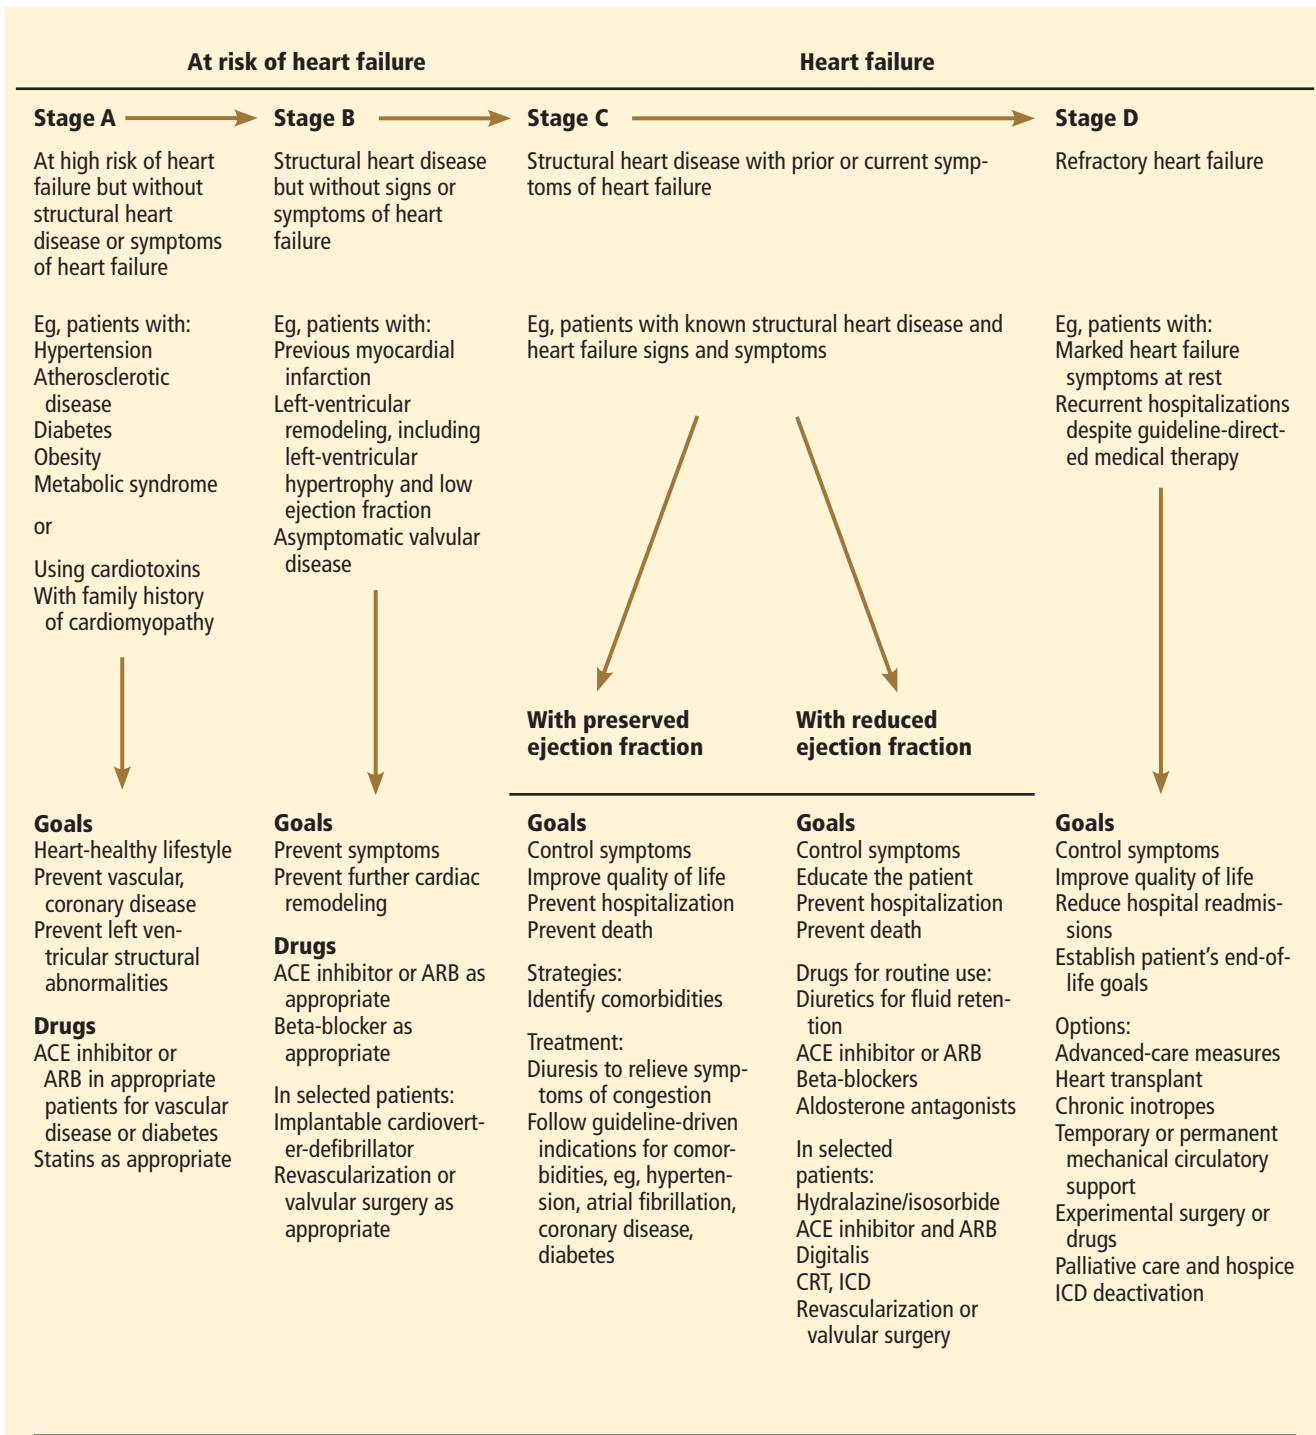 At risk of heart failure
Heart failure
Stage A
At high risk of heart
failure but without
structural heart
disease or symptoms
of heart failure
Eg, patients with:
Hypertension
Atherosclerotic
disease
Diabetes
Obesity
Metabolic syndrome
or
Using cardiotoxins
With family history
of cardiomyopathy
Goals
Heart-healthy lifestyle
Prevent vascular,
coronary disease
Prevent left ven-
tricular structural
abnormalities
Drugs
ACE inhibitor or
ARB in appropriate
patients for vascular
disease or diabetes
Statins as appropriate
Stage B
Structural heart disease
but without signs or
symptoms of heart
failure
Eg, patients with:
Previous myocardial
infarction
Left-ventricular
remodeling, including
left-ventricular
hypertrophy and low
ejection fraction
Asymptomatic valvular
disease
Goals
Prevent symptoms
Prevent further cardiac
remodeling
Drugs
ACE inhibitor or ARB as
appropriate
Beta-blocker as
appropriate
In selected patients:
Implantable cardiovert-
er-defibrillator
Revascularization or
valvular surgery as
appropriate
Stage C
Structural heart disease with prior or current symp-
toms of heart failure
Eg, patients with known structural heart disease and
heart failure signs and symptoms
With preserved
ejection fraction
Goals
Control symptoms
Improve quality of life
Prevent hospitalization
Prevent death
Strategies:
Identify comorbidities
Treatment:
Diuresis to relieve symp-
toms of congestion
Follow guideline-driven
indications for comor-
bidities, eg, hyperten-
sion, atrial fibrillation,
coronary disease,
diabetes
With reduced
ejection fraction
Goals
Control symptoms
Educate the patient
Prevent hospitalization
Prevent death
Drugs for routine use:
Diuretics for fluid reten-
tion
ACE inhibitor or ARB
Beta-blockers
Aldosterone antagonists
In selected
patients:
Hydralazine/isosorbide
ACE inhibitor and ARB
Digitalis
CRT, ICD
Revascularization or
valvular surgery
Stage D
Refractory heart failure
Eg, patients with:
Marked heart failure
symptoms at rest
Recurrent hospitalizations
despite guideline-direct-
ed medical therapy
Goals
Control symptoms
Improve quality of life
Reduce hospital readmis-
sions
Establish patient's end-of-
life goals
Options:
Advanced-care measures
Heart transplant
Chronic inotropes
Temporary or permanent
mechanical circulatory
support
Experimental surgery or
drugs
Palliative care and hospice
ICD deactivation